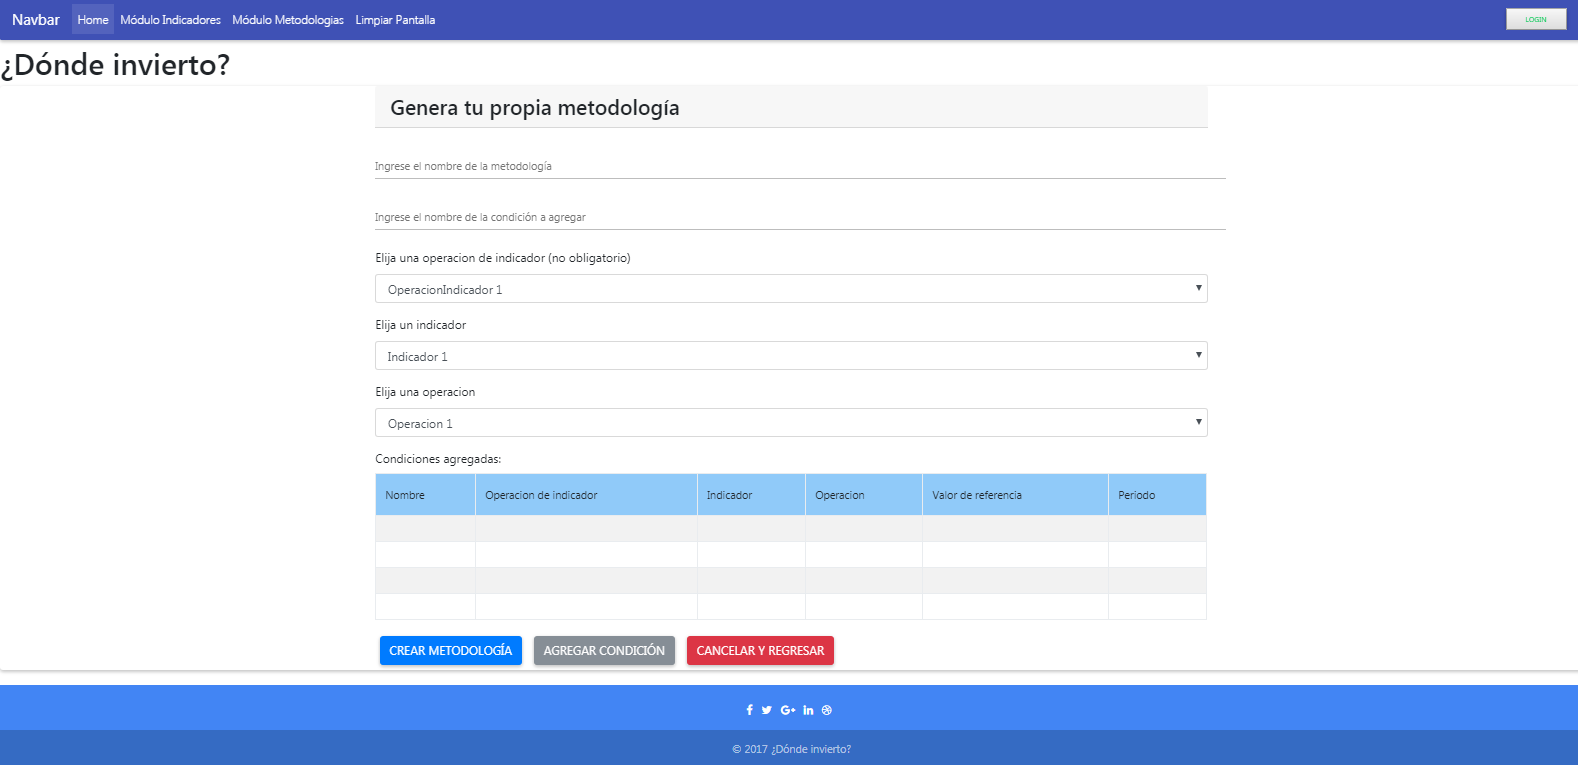 Navbar Home Módulo Indicadores Módulo Metodologias Limpiar Pantalla LOGIN
¿Dónde invierto?
Genera tu propia metodología
Ingrese el nombre de la metodología
Ingrese el nombre de la condición a agregar
Elija una operacion de indicador (no obligatorio)
OperacionIndicador 1
Elija un indicador
Indicador 1
Elija una operacion
Operacion 1
Condiciones agregadas:
Nombre Operacion de indicador Indicador Operacion Valor de referencia Periodo
CREAR METODOLOGÍA AGREGAR CONDICIÓN CANCELAR Y REGRESAR
© 2017 ¿Dónde invierto?